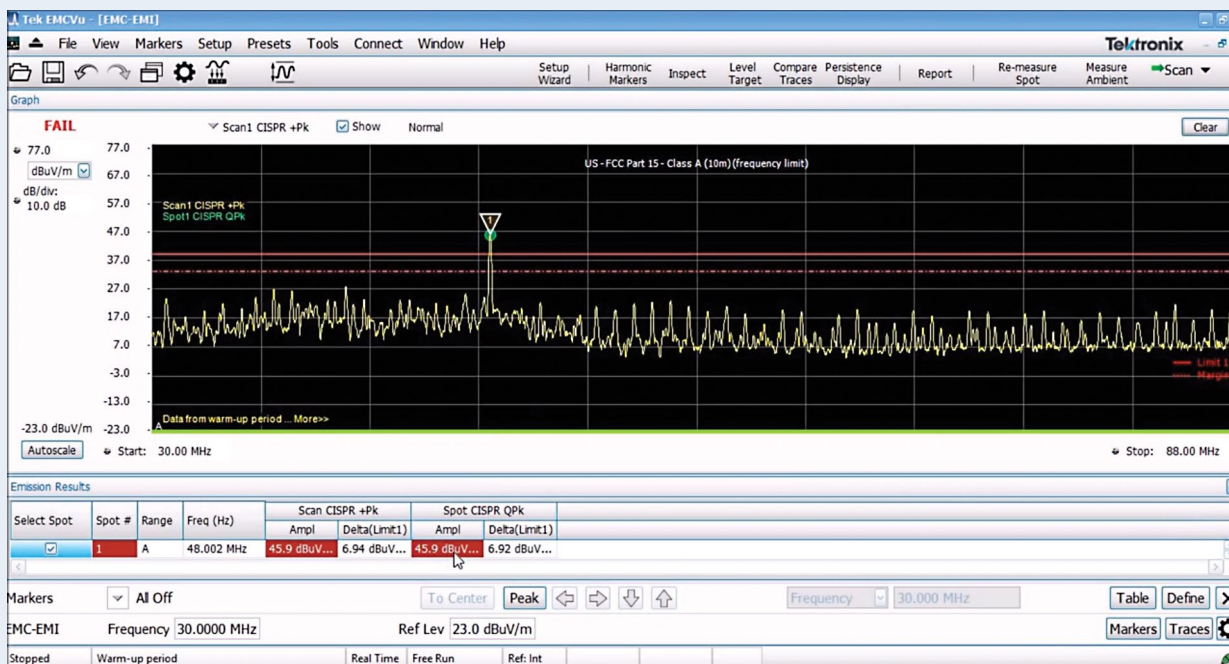 Tek EMCVu - [EMC-EMI]
File View Markers Setup Presets Tools Connect Window Help
Tektronix
Setup Wizard | Harmonic Markers Inspect Level Target Compare Traces Persistence Display | Report | Re-measure Spot Measure Ambient Scan
Graph
FAIL
Scan1 CISPR +Pk Show Normal Clear
77.0
dBuV/m
dB/div:
10.0 dB
77.0
67.0
57.0
47.0
37.0
27.0
17.0
7.0
-3.0
-13.0
-23.0
-23.0 dBuV/m
US - FCC Part 15 - Class A (10m)(frequency limit)
Scan1 CISPR +Pk
Spot1 CISPR QPk
1
Limit 1
Margin
Data from warm-up period ... More>>
A
Autoscale Start: 30.00 MHz Stop: 88.00 MHz
Emission Results
Select Spot Spot # Range Freq (Hz) Scan CISPR +Pk Spot CISPR QPk
Ampl Delta(Limit1) Ampl Delta(Limit1)
1 A 48.002 MHz 45.9 dBuV... 6.94 dBuV... 45.9 dBuV... 6.92 dBuV...
Markers All Off To Center Peak Frequency 30.000 MHz Table Define X
EMC-EMI Frequency 30.0000 MHz Ref Lev 23.0 dBuV/m Markers Traces
Stopped Warm-up period Real Time Free Run Ref: Int